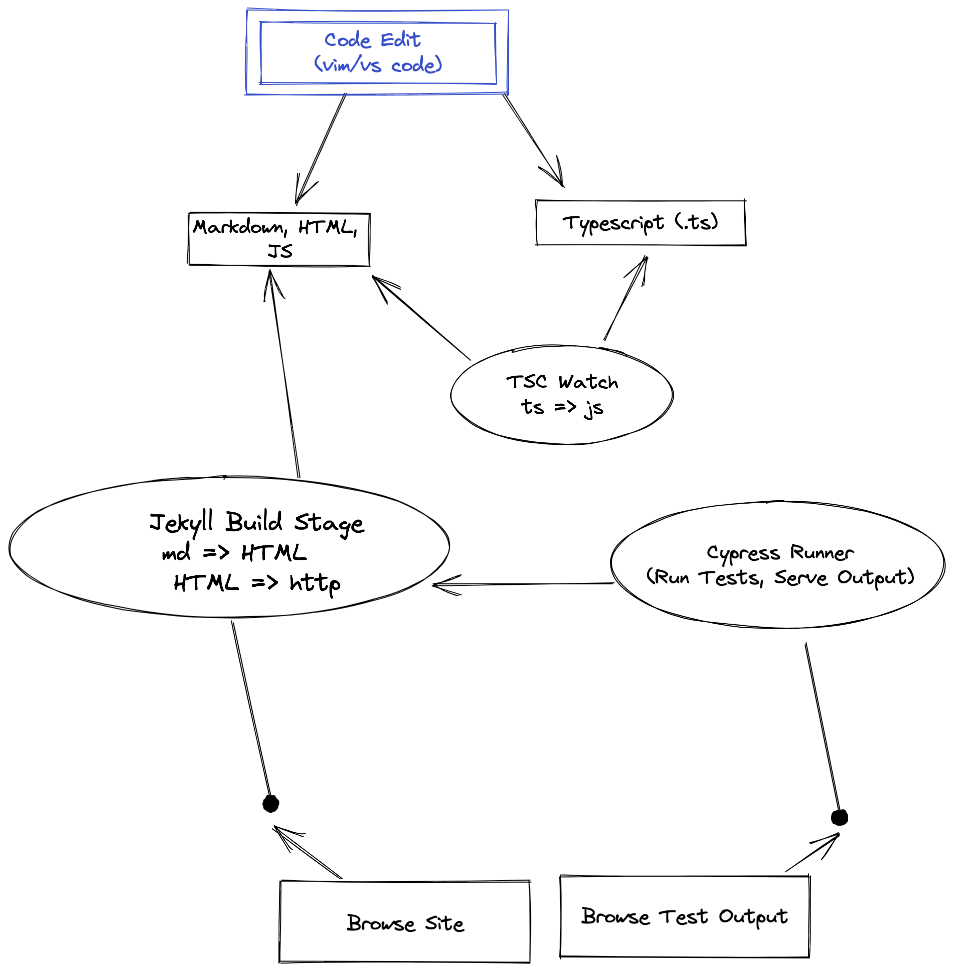 Code Edit
(vim/vs code)
Markdown, HTML,
JS
Typescript (.ts)
TSC Watch
ts => js
Jekyll Build Stage
md => HTML
HTML => http
Cypress Runner
(Run Tests, Serve Output)
Browse Site
Browse Test Output